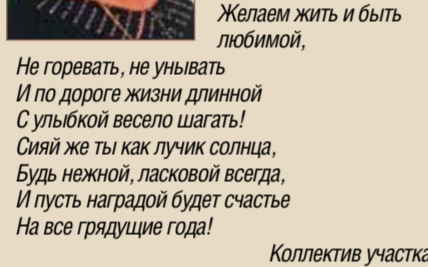 Желаем жить и быть
любимой,
Не горевать, не унывать
И по дороге жизни длинной
С улыбкой весело шагать!
Сияй же ты как лучик солнца,
Будь нежной, ласковой всегда,
И пусть наградой будет счастье
На все грядущие года!
Коллектив участка